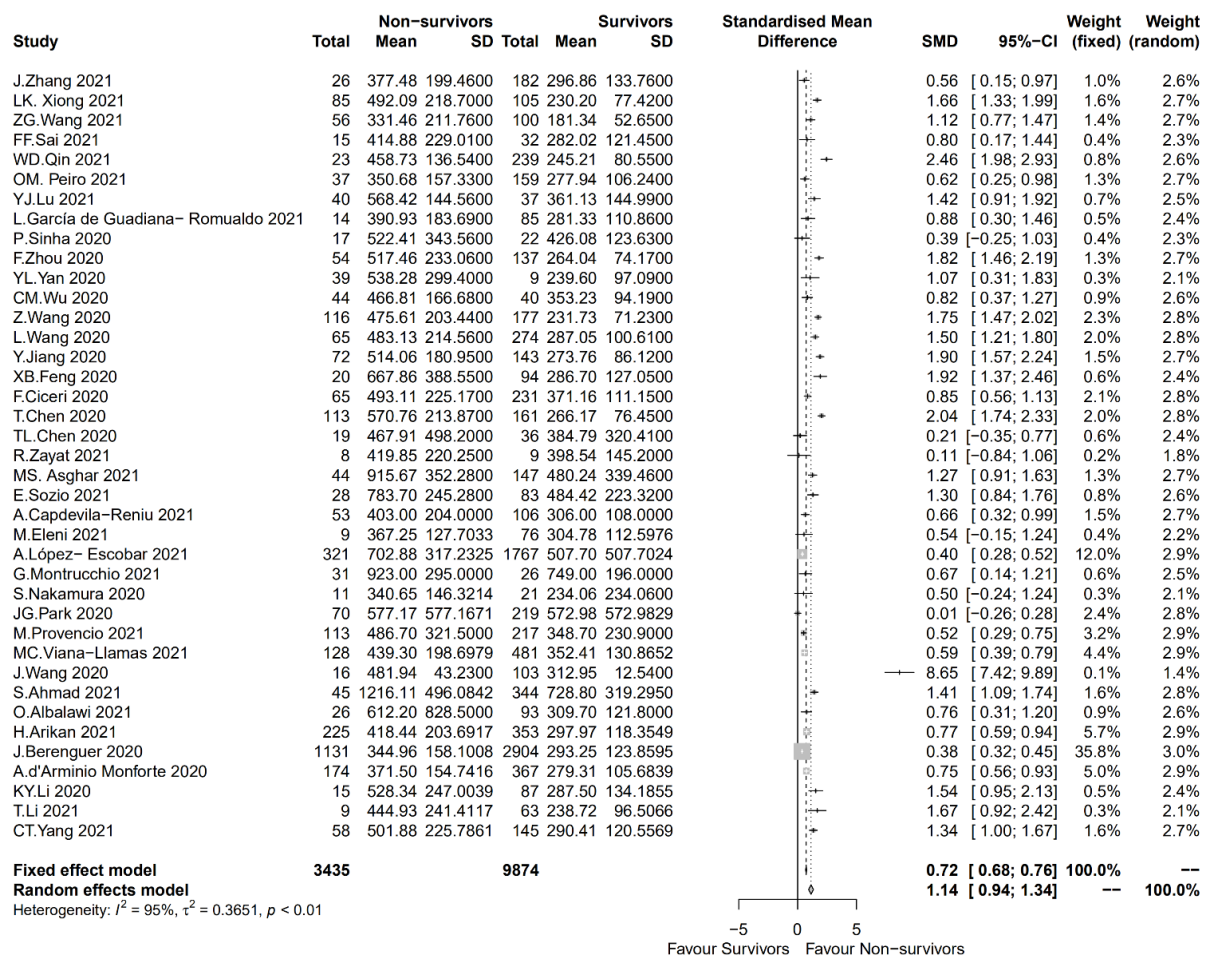 Non−survivors Survivors Standardised Mean Weight Weight
Study Total Mean SD Total Mean SD Difference SMD 95%−CI (fixed) (random)
J.Zhang 2021 26 377.48 199.4600 182 296.86 133.7600 0.56 [ 0.15; 0.97] 1.0% 2.6%
LK. Xiong 2021 85 492.09 218.7000 105 230.20 77.4200 1.66 [ 1.33; 1.99] 1.6% 2.7%
ZG.Wang 2021 56 331.46 211.7600 100 181.34 52.6500 1.12 [ 0.77; 1.47] 1.4% 2.7%
FF.Sai 2021 15 414.88 229.0100 32 282.02 121.4500 0.80 [ 0.17; 1.44] 0.4% 2.3%
WD.Qin 2021 23 458.73 136.5400 239 245.21 80.5500 2.46 [ 1.98; 2.93] 0.8% 2.6%
OM. Peiro 2021 37 350.68 157.3300 159 277.94 106.2400 0.62 [ 0.25; 0.98] 1.3% 2.7%
YJ.Lu 2021 40 568.42 144.5600 37 361.13 144.9900 1.42 [ 0.91; 1.92] 0.7% 2.5%
L.García de Guadiana− Romualdo 2021 14 390.93 183.6900 85 281.33 110.8600 0.88 [ 0.30; 1.46] 0.5% 2.4%
P.Sinha 2020 17 522.41 343.5600 22 426.08 123.6300 0.39 [−0.25; 1.03] 0.4% 2.3%
F.Zhou 2020 54 517.46 233.0600 137 264.04 74.1700 1.82 [ 1.46; 2.19] 1.3% 2.7%
YL.Yan 2020 39 538.28 299.4000 9 239.60 97.0900 1.07 [ 0.31; 1.83] 0.3% 2.1%
CM.Wu 2020 44 466.81 166.6800 40 353.23 94.1900 0.82 [ 0.37; 1.27] 0.9% 2.6%
Z.Wang 2020 116 475.61 203.4400 177 231.73 71.2300 1.75 [ 1.47; 2.02] 2.3% 2.8%
L.Wang 2020 65 483.13 214.5600 274 287.05 100.6100 1.50 [ 1.21; 1.80] 2.0% 2.8%
Y.Jiang 2020 72 514.06 180.9500 143 273.76 86.1200 1.90 [ 1.57; 2.24] 1.5% 2.7%
XB.Feng 2020 20 667.86 388.5500 94 286.70 127.0500 1.92 [ 1.37; 2.46] 0.6% 2.4%
F.Ciceri 2020 65 493.11 225.1700 231 371.16 111.1500 0.85 [ 0.56; 1.13] 2.1% 2.8%
T.Chen 2020 113 570.76 213.8700 161 266.17 76.4500 2.04 [ 1.74; 2.33] 2.0% 2.8%
TL.Chen 2020 19 467.91 498.2000 36 384.79 320.4100 0.21 [−0.35; 0.77] 0.6% 2.4%
R.Zayat 2021 8 419.85 220.2500 9 398.54 145.2000 0.11 [−0.84; 1.06] 0.2% 1.8%
MS. Asghar 2021 44 915.67 352.2800 147 480.24 339.4600 1.27 [ 0.91; 1.63] 1.3% 2.7%
E.Sozio 2021 28 783.70 245.2800 83 484.42 223.3200 1.30 [ 0.84; 1.76] 0.8% 2.6%
A.Capdevila−Reniu 2021 53 403.00 204.0000 106 306.00 108.0000 0.66 [ 0.32; 0.99] 1.5% 2.7%
M.Eleni 2021 9 367.25 127.7033 76 304.78 112.5976 0.54 [−0.15; 1.24] 0.4% 2.2%
A.López− Escobar 2021 321 702.88 317.2325 1767 507.70 507.7024 0.40 [ 0.28; 0.52] 12.0% 2.9%
G.Montrucchio 2021 31 923.00 295.0000 26 749.00 196.0000 0.67 [ 0.14; 1.21] 0.6% 2.5%
S.Nakamura 2020 11 340.65 146.3214 21 234.06 234.0600 0.50 [−0.24; 1.24] 0.3% 2.1%
JG.Park 2020 70 577.17 577.1671 219 572.98 572.9829 0.01 [−0.26; 0.28] 2.4% 2.8%
M.Provencio 2021 113 486.70 321.5000 217 348.70 230.9000 0.52 [ 0.29; 0.75] 3.2% 2.9%
MC.Viana−Llamas 2021 128 439.30 198.6979 481 352.41 130.8652 0.59 [ 0.39; 0.79] 4.4% 2.9%
J.Wang 2020 16 481.94 43.2300 103 312.95 12.5400 8.65 [ 7.42; 9.89] 0.1% 1.4%
S.Ahmad 2021 45 1216.11 496.0842 344 728.80 319.2950 1.41 [ 1.09; 1.74] 1.6% 2.8%
O.Albalawi 2021 26 612.20 828.5000 93 309.70 121.8000 0.76 [ 0.31; 1.20] 0.9% 2.6%
H.Arikan 2021 225 418.44 203.6917 353 297.97 118.3549 0.77 [ 0.59; 0.94] 5.7% 2.9%
J.Berenguer 2020 1131 344.96 158.1008 2904 293.25 123.8595 0.38 [ 0.32; 0.45] 35.8% 3.0%
A.d'Arminio Monforte 2020 174 371.50 154.7416 367 279.31 105.6839 0.75 [ 0.56; 0.93] 5.0% 2.9%
KY.Li 2020 15 528.34 247.0039 87 287.50 134.1855 1.54 [ 0.95; 2.13] 0.5% 2.4%
T.Li 2021 9 444.93 241.4117 63 238.72 96.5066 1.67 [ 0.92; 2.42] 0.3% 2.1%
CT.Yang 2021 58 501.88 225.7861 145 290.41 120.5569 1.34 [ 1.00; 1.67] 1.6% 2.7%
Fixed effect model 3435 9874 0.72 [ 0.68; 0.76] 100.0% −−
Random effects model 1.14 [ 0.94; 1.34] −− 100.0%
Heterogeneity: I² = 95%, τ² = 0.3651, p < 0.01
−5 0 5
Favour Survivors Favour Non−survivors